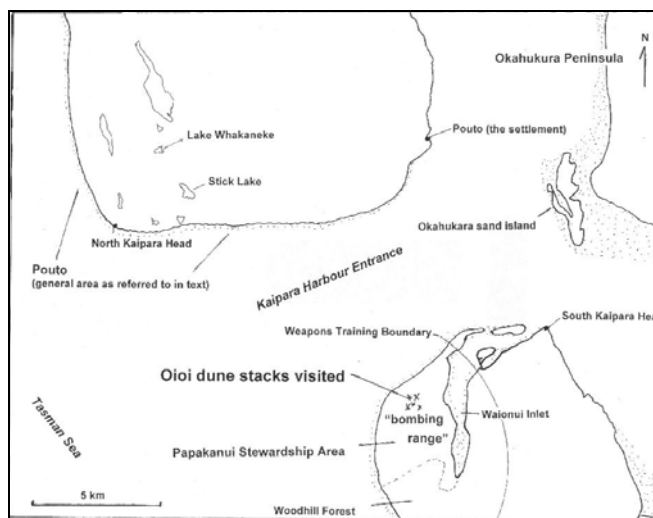 Okahukura Peninsula
N
Lake Whakaneke
Pouto (the settlement)
Stick Lake
Okahukara sand island
North Kaipara Head
Pouto
(general area as referred to in text)
Kaipara Harbour Entrance
South Kaipara Hea
Weapons Training Boundary
Oioi dune stacks visited
"bombing
range"
Waionui Inlet
Tasman Sea
Papakanui Stewardship Area
5 km
Woodhill Forest